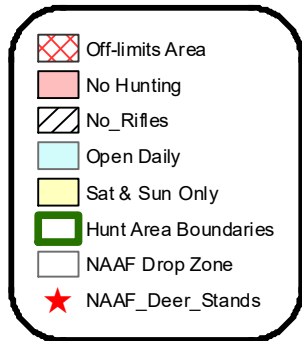 Off-limits Area
No Hunting
No_Rifles
Open Daily
Sat & Sun Only
Hunt Area Boundaries
NAAF Drop Zone
NAAF_Deer_Stands